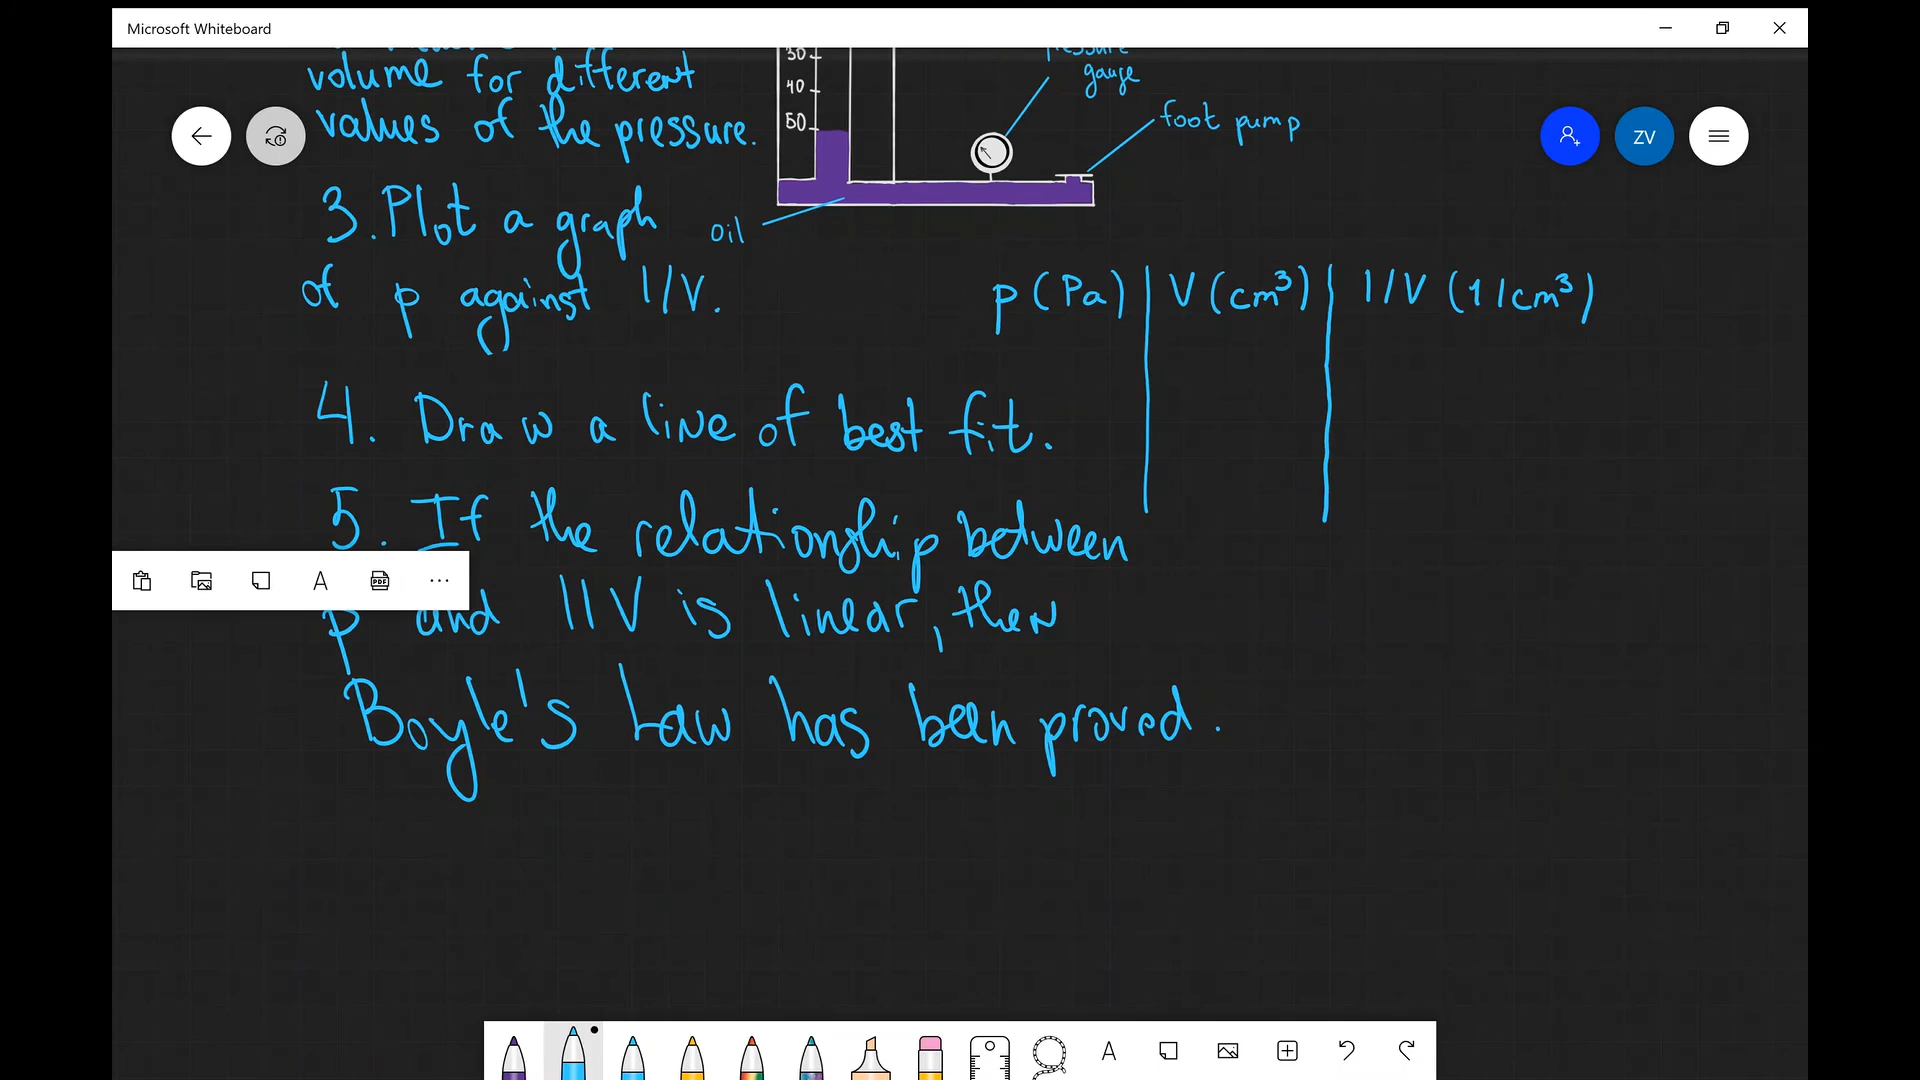 Microsoft Whiteboard
volume for different
values of the pressure.
3. Plot a graph
of p against 1/V.
4. Draw a line of best fit.
5. If the relationship between
p and 1/V is linear, then
Boyle's Law has been proved.
30
40
50
gauge
foot pump
oil
p (Pa) V (cm³) 1/V (1/cm³)
ZV
PDF
A
A